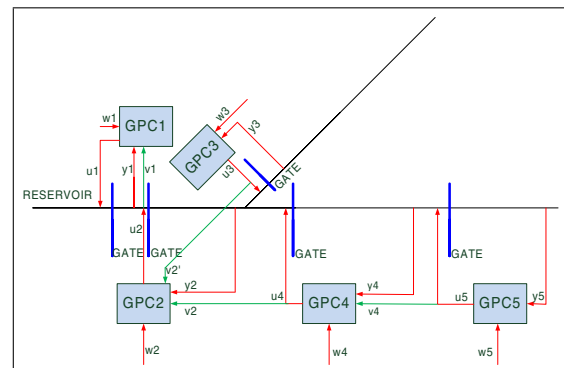 w1
GPC1
w3
y3
GPC3
u1
y1
v1
u3
GATE
RESERVOIR
u2
GATE
GATE
GATE
GATE
v2'
y2
y4
GPC2
v2
u4
GPC4
v4
u5
GPC5
y5
w2
w4
w5